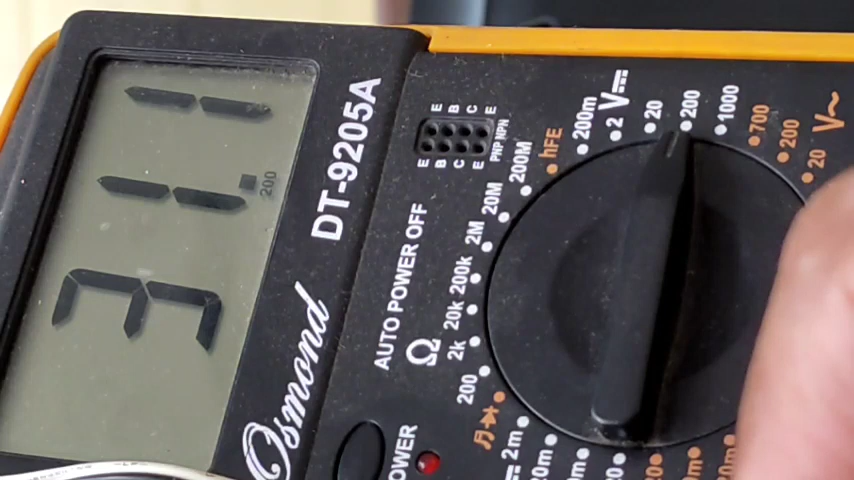 31.1
200
DT-9205A
Osmond
AUTO POWER OFF
POWER
E B C E
PNP NPN
E B C E
Ω
200
2k
20k
200k
2M
20M
200M
hFE
200m
2
V⎓
20
200
1000
700
200
20
V~
2m